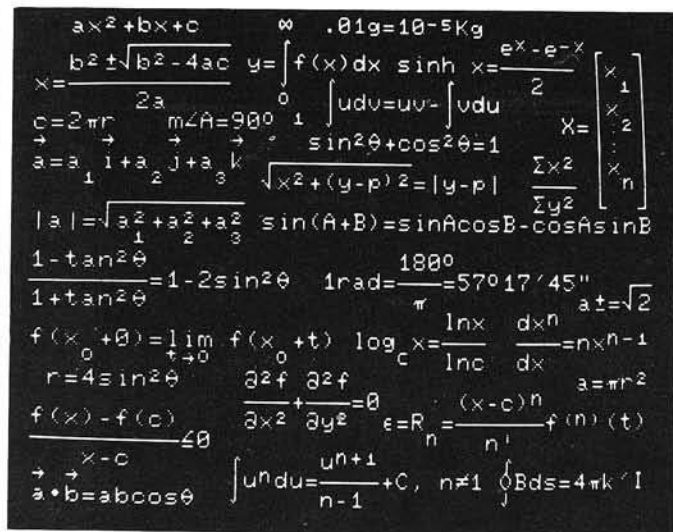 ax²+bx+c ∞ .01g=10⁻⁵Kg
x=(b²±√(b²-4ac))/(2a) y=∫₀^∞ f(x)dx sinh x=(eˣ-e⁻ˣ)/2
c=2πr m∠A=90° ₁∫udv=uv-∫vdu X=[x₁ x₂ ⋮ xₙ]
a⃗=a₁i⃗+a₂j⃗+a₃k⃗ sin²θ+cos²θ=1
√(x²+(y-p)²)=|y-p| Σx²/Σy²
|a|=√(a₁²+a₂²+a₃²) sin(A+B)=sinAcosB-cosAsinB
(1-tan²θ)/(1+tan²θ)=1-2sin²θ 1rad=180°/π=57°17′45" a±=√2
f(x₀+0)=lim t→0 f(x₀+t) log_c x=lnx/lnc dxⁿ/dx=nxⁿ⁻¹
r=4sin²θ ∂²f/∂x²+∂²f/∂y²=0 a=πr²
(f(x)-f(c))/(x-c)≤0 ϵ=Rₙ=(x-c)ⁿ/n! f⁽ⁿ⁾(t)
a⃗•b⃗=abcosθ ∫uⁿdu=uⁿ⁺¹/(n-1)+C, n≠1 ∮Bds=4πk′I